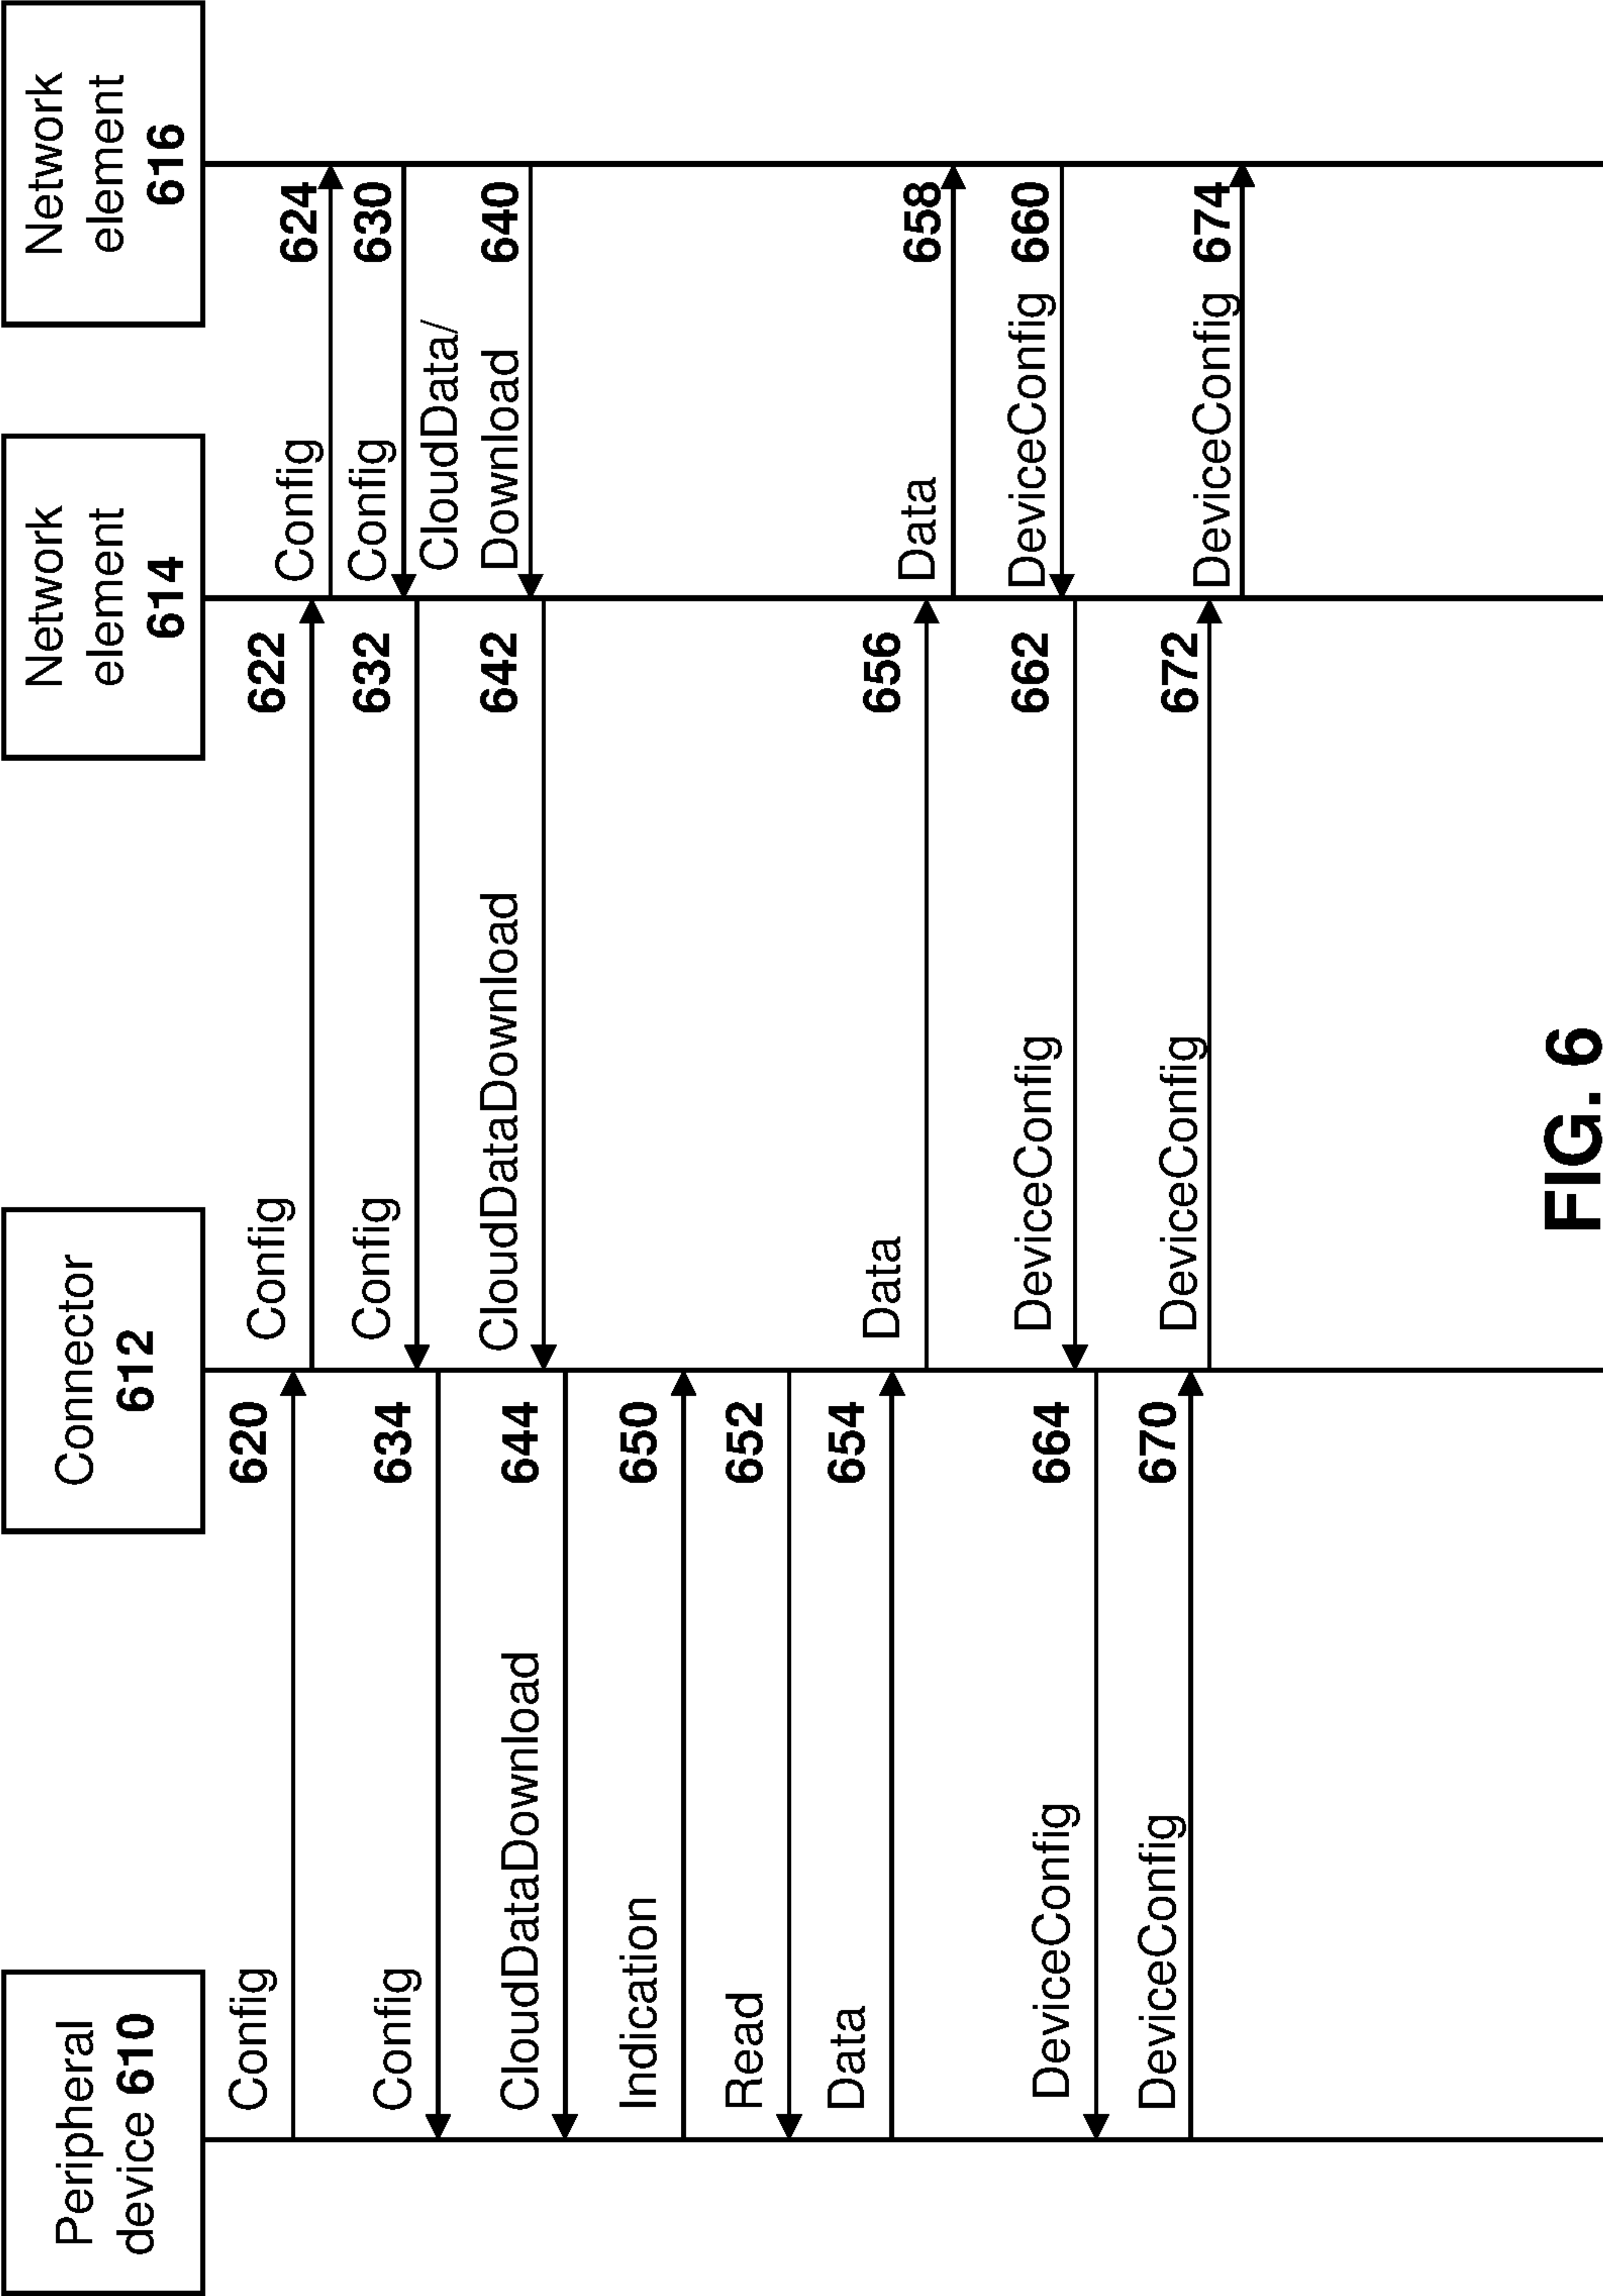 Peripheral
device 610
Connector
612
Network
element
614
Network
element
616
Config
620
Config
622
Config
624
Config
630
Config
632
Config
634
CloudData/
Download
640
CloudDataDownload
642
CloudDataDownload
644
Indication
650
Read
652
Data
654
Data
656
Data
658
DeviceConfig
660
DeviceConfig
662
DeviceConfig
664
DeviceConfig
670
DeviceConfig
672
DeviceConfig
674
FIG. 6